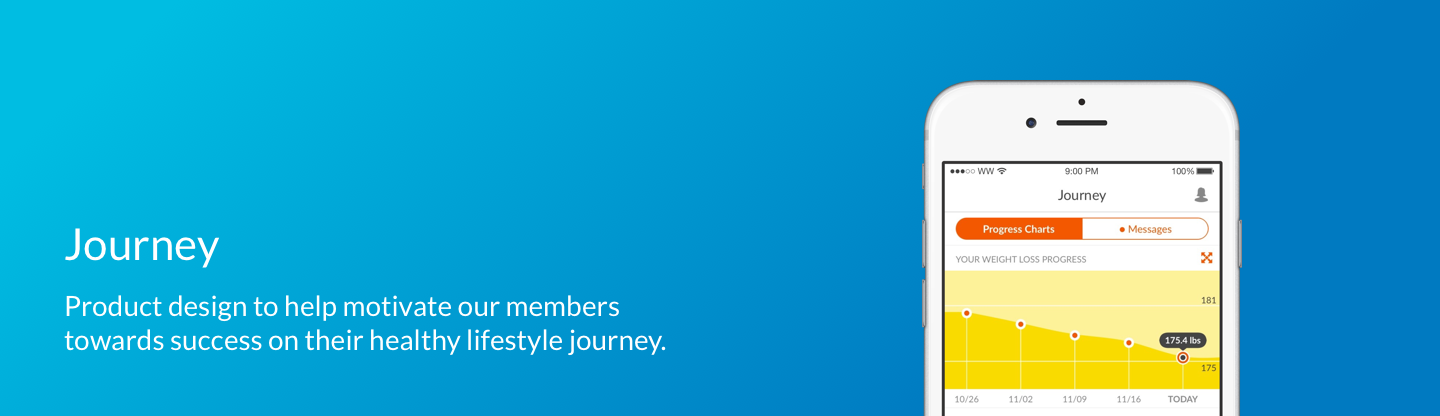 Journey
Product design to help motivate our members
towards success on their healthy lifestyle journey.
WW 9:00 PM 100%
Journey
Progress Charts Messages
YOUR WEIGHT LOSS PROGRESS
181
175.4 lbs
175
10/26 11/02 11/09 11/16 TODAY